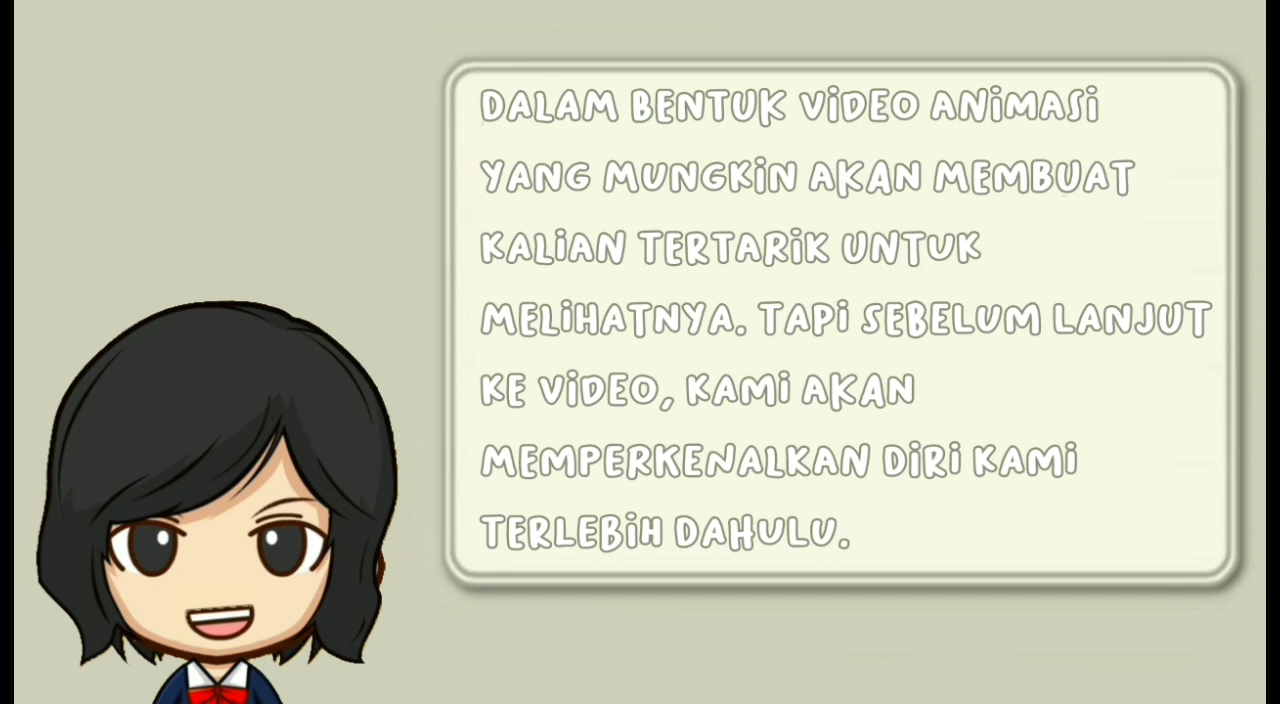 DALAM BENTUK VIDEO ANIMASI
YANG MUNGKIN AKAN MEMBUAT
KALIAN TERTARIK UNTUK
MELIHATNYA. TAPI SEBELUM LANJUT
KE VIDEO, KAMI AKAN
MEMPERKENALKAN DIRI KAMI
TERLEBIH DAHULU.